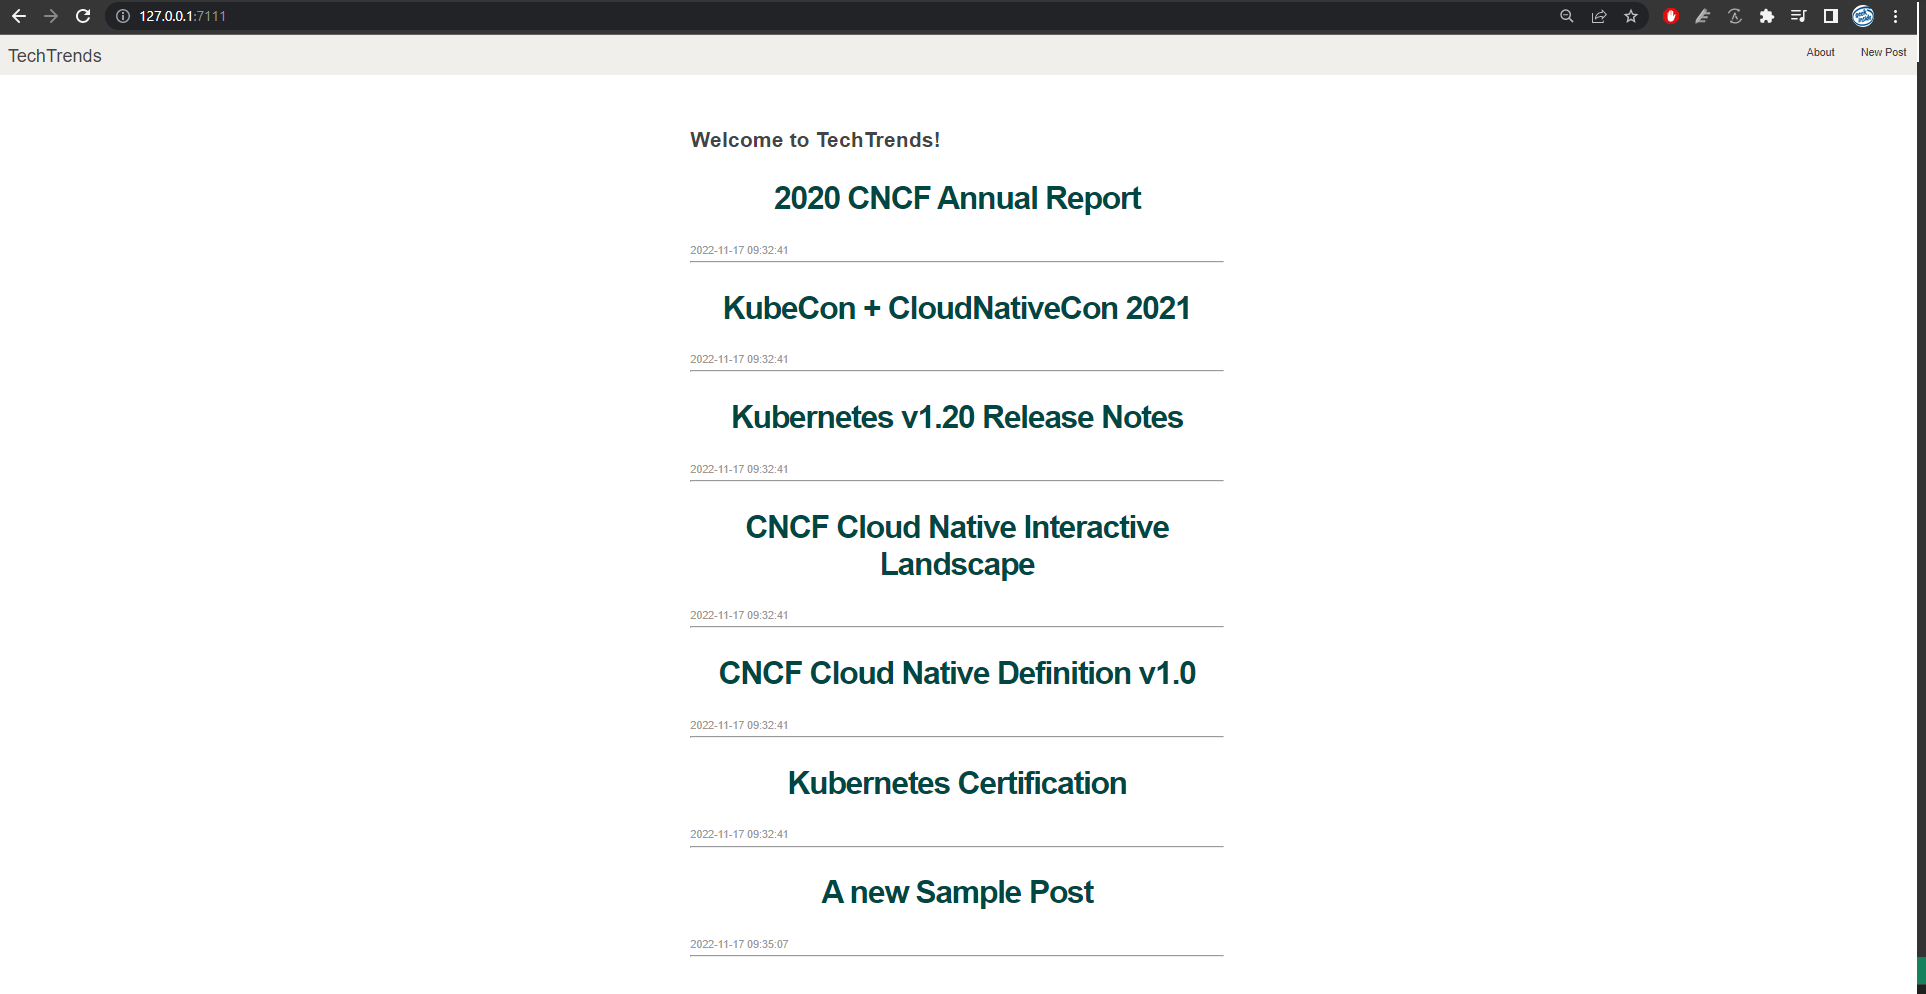 127.0.0.1:7111
TechTrends
About
New Post
Welcome to TechTrends!
2020 CNCF Annual Report
2022-11-17 09:32:41
KubeCon + CloudNativeCon 2021
2022-11-17 09:32:41
Kubernetes v1.20 Release Notes
2022-11-17 09:32:41
CNCF Cloud Native Interactive
Landscape
2022-11-17 09:32:41
CNCF Cloud Native Definition v1.0
2022-11-17 09:32:41
Kubernetes Certification
2022-11-17 09:32:41
A new Sample Post
2022-11-17 09:35:07